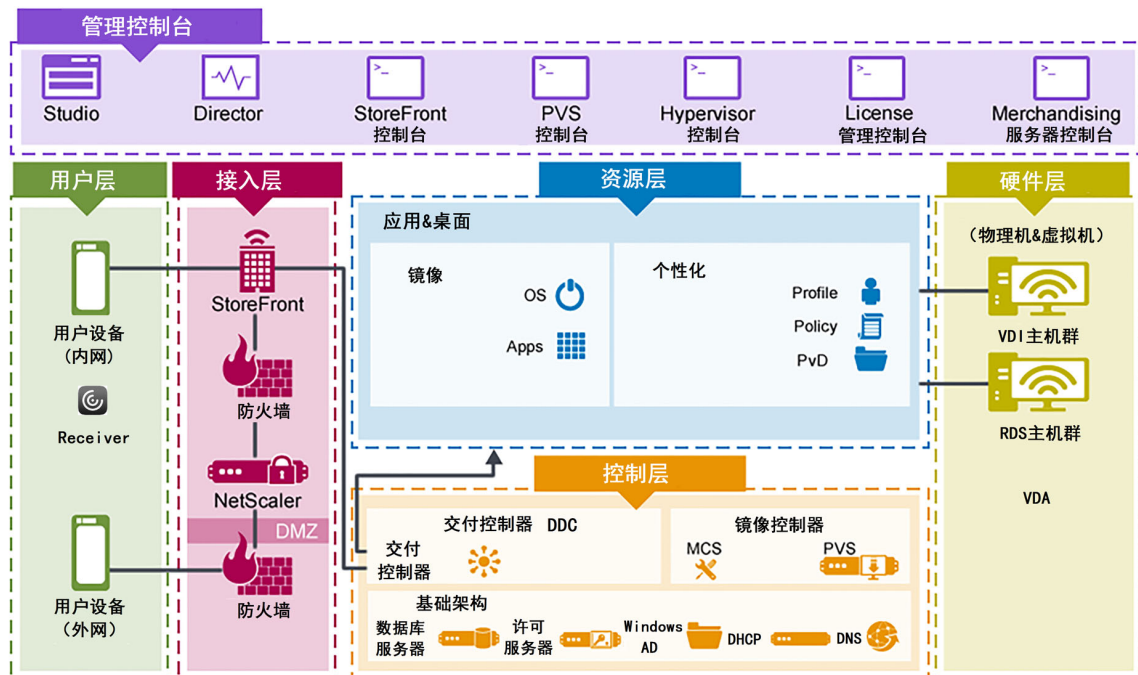 管理控制台
Studio
Director
StoreFront
控制台
PVS
控制台
Hypervisor
控制台
License
管理控制台
Merchandising
服务器控制台
用户层
用户设备
(内网)
Receiver
用户设备
(外网)
接入层
StoreFront
防火墙
NetScaler
DMZ
防火墙
资源层
应用&桌面
镜像
OS
Apps
个性化
Profile
Policy
PvD
控制层
交付控制器 DDC
交付
控制器
镜像控制器
MCS
PVS
基础架构
数据库
服务器
许可
服务器
Windows
AD
DHCP
DNS
硬件层
(物理机&虚拟机)
VDI主机群
RDS主机群
VDA